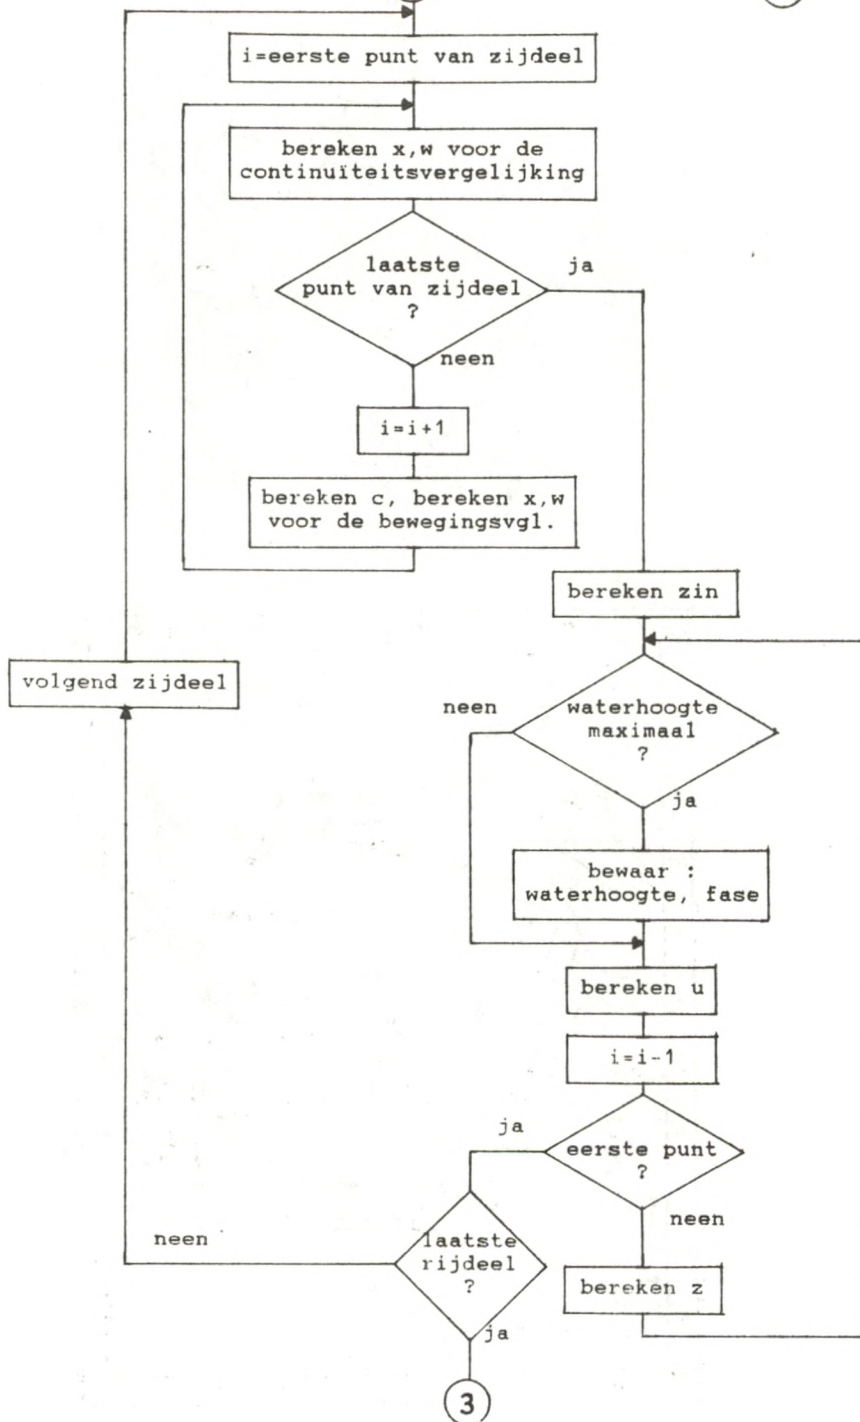 i=eerste punt van zijdeel
bereken x,w voor de
continuïteitsvergelijking
laatste
punt van zijdeel
?
ja
neen
i=i+1
bereken c, bereken x,w
voor de bewegingsvgl.
bereken zin
volgend zijdeel
neen
waterhoogte
maximaal
?
ja
bewaar :
waterhoogte, fase
bereken u
i=i-1
ja
eerste punt
?
neen
neen
laatste
rijdeel
?
bereken z
ja
3